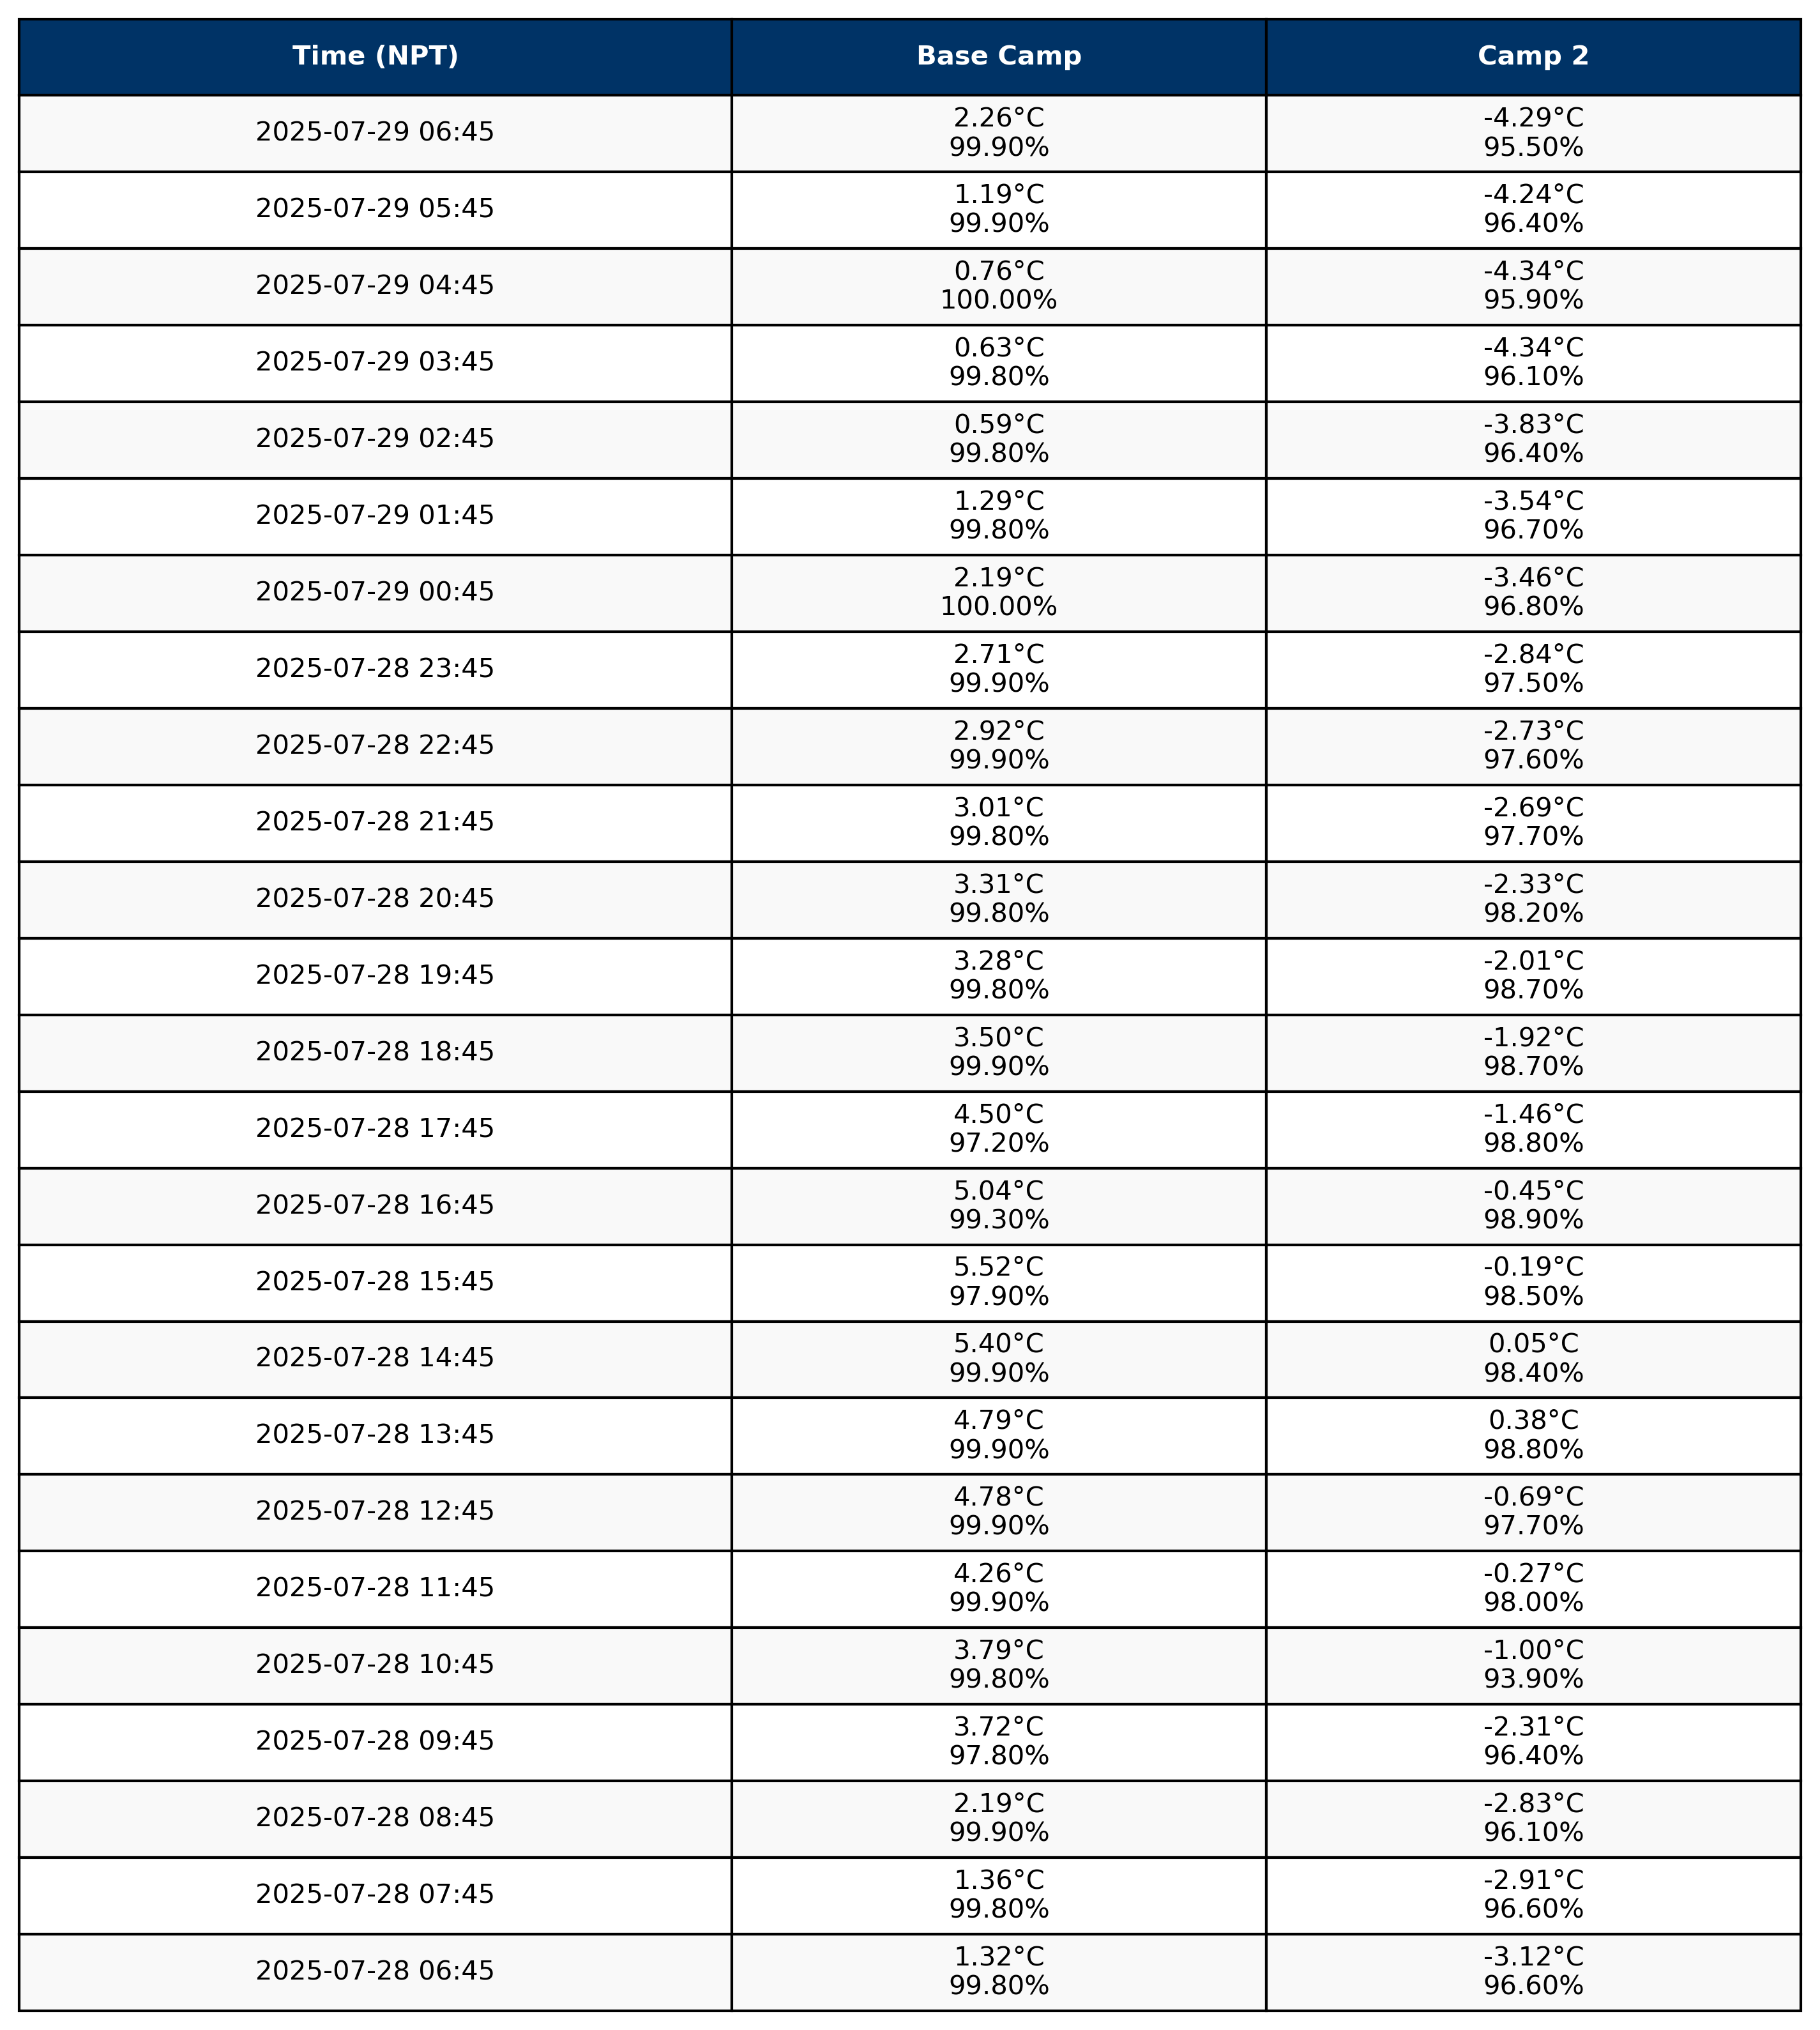 Time (NPT) Base Camp Camp 2
2025-07-29 06:45 2.26°C -4.29°C
99.90% 95.50%
2025-07-29 05:45 1.19°C -4.24°C
99.90% 96.40%
2025-07-29 04:45 0.76°C -4.34°C
100.00% 95.90%
2025-07-29 03:45 0.63°C -4.34°C
99.80% 96.10%
2025-07-29 02:45 0.59°C -3.83°C
99.80% 96.40%
2025-07-29 01:45 1.29°C -3.54°C
99.80% 96.70%
2025-07-29 00:45 2.19°C -3.46°C
100.00% 96.80%
2025-07-28 23:45 2.71°C -2.84°C
99.90% 97.50%
2025-07-28 22:45 2.92°C -2.73°C
99.90% 97.60%
2025-07-28 21:45 3.01°C -2.69°C
99.80% 97.70%
2025-07-28 20:45 3.31°C -2.33°C
99.80% 98.20%
2025-07-28 19:45 3.28°C -2.01°C
99.80% 98.70%
2025-07-28 18:45 3.50°C -1.92°C
99.90% 98.70%
2025-07-28 17:45 4.50°C -1.46°C
97.20% 98.80%
2025-07-28 16:45 5.04°C -0.45°C
99.30% 98.90%
2025-07-28 15:45 5.52°C -0.19°C
97.90% 98.50%
2025-07-28 14:45 5.40°C 0.05°C
99.90% 98.40%
2025-07-28 13:45 4.79°C 0.38°C
99.90% 98.80%
2025-07-28 12:45 4.78°C -0.69°C
99.90% 97.70%
2025-07-28 11:45 4.26°C -0.27°C
99.90% 98.00%
2025-07-28 10:45 3.79°C -1.00°C
99.80% 93.90%
2025-07-28 09:45 3.72°C -2.31°C
97.80% 96.40%
2025-07-28 08:45 2.19°C -2.83°C
99.90% 96.10%
2025-07-28 07:45 1.36°C -2.91°C
99.80% 96.60%
2025-07-28 06:45 1.32°C -3.12°C
99.80% 96.60%